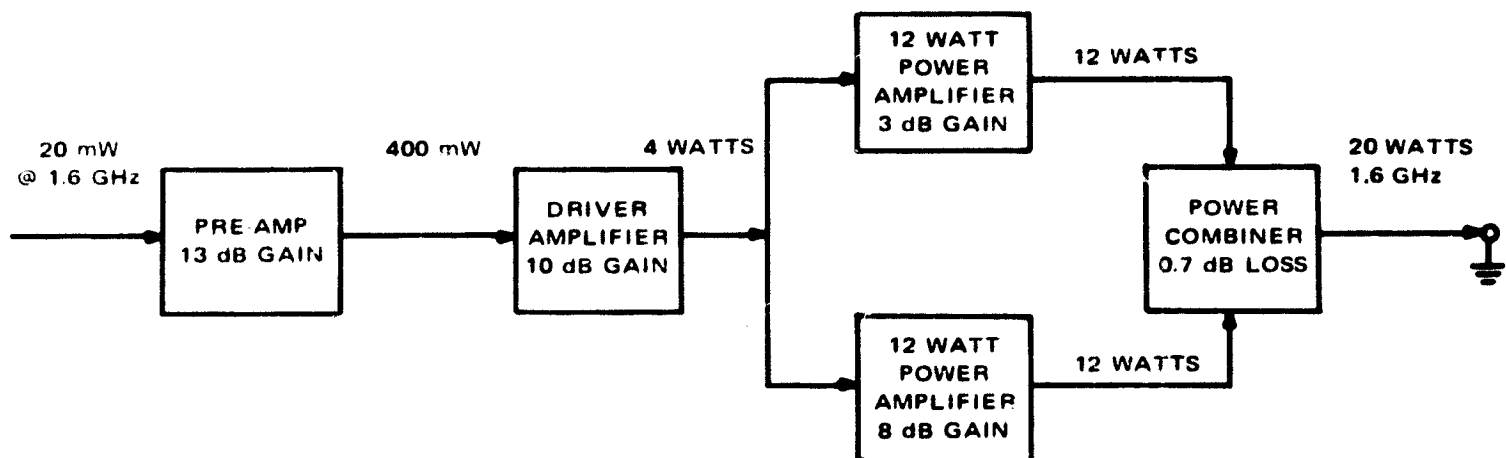 20 mW
@ 1.6 GHz
PRE-AMP
13 dB GAIN
400 mW
DRIVER
AMPLIFIER
10 dB GAIN
4 WATTS
12 WATT
POWER
AMPLIFIER
3 dB GAIN
12 WATTS
12 WATT
POWER
AMPLIFIER
8 dB GAIN
12 WATTS
POWER
COMBINER
0.7 dB LOSS
20 WATTS
1.6 GHz